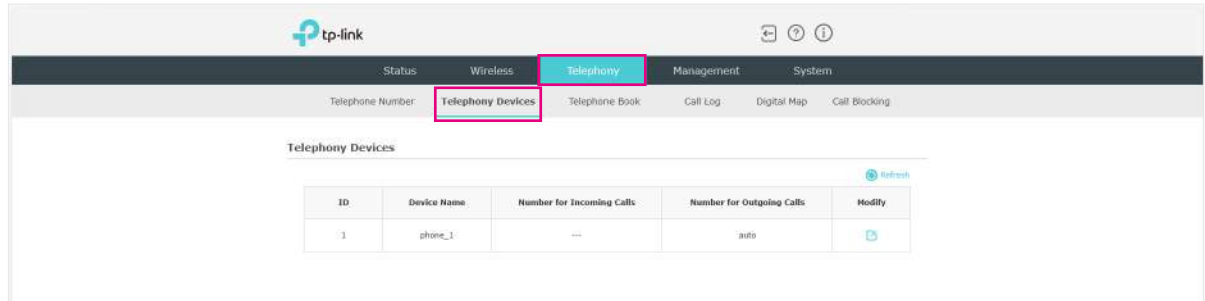 tp-link
Status Wireless Telephony Management System
Telephone Number Telephony Devices Telephone Book Call Log Digital Map Call Blocking
Telephony Devices
Refresh
ID Device Name Number for Incoming Calls Number for Outgoing Calls Modify
1 phone_1 --- auto